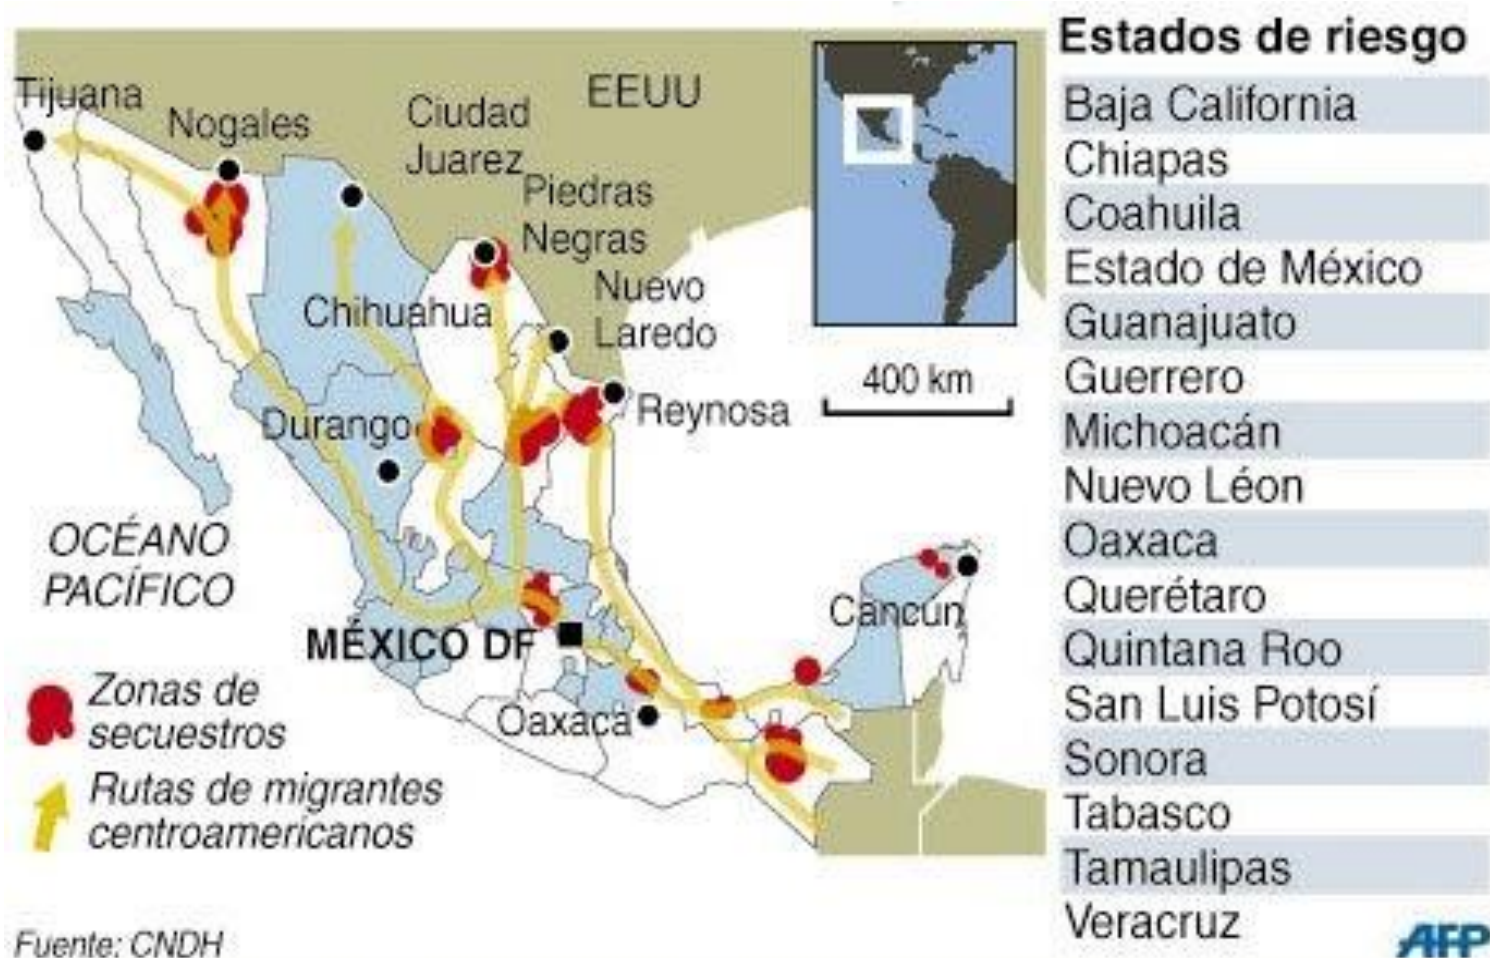 Tijuana
Nogales
Ciudad
Juarez
EEUU
Piedras
Negras
Nuevo
Laredo
Chihuahua
Reynosa
Durango
400 km
OCÉANO
PACÍFICO
MÉXICO DF
Cancun
Oaxaca
Zonas de
secuestros
Rutas de migrantes
centroamericanos
Fuente: CNDH
Estados de riesgo
Baja California
Chiapas
Coahuila
Estado de México
Guanajuato
Guerrero
Michoacán
Nuevo Léon
Oaxaca
Querétaro
Quintana Roo
San Luis Potosí
Sonora
Tabasco
Tamaulipas
Veracruz
AFP